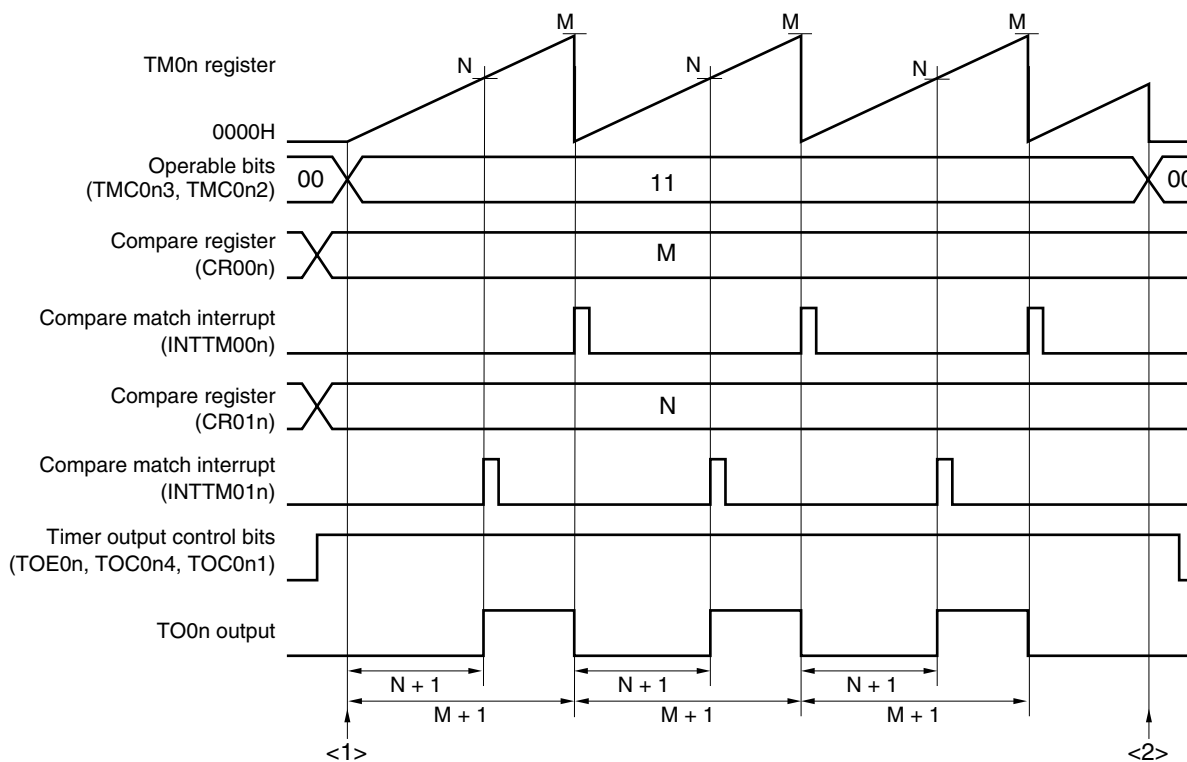 M M M
TM0n register
N N N
0000H
Operable bits
(TMC0n3, TMC0n2)
00 11 00
Compare register
(CR00n)
M
Compare match interrupt
(INTTM00n)
Compare register
(CR01n)
N
Compare match interrupt
(INTTM01n)
Timer output control bits
(TOE0n, TOC0n4, TOC0n1)
TO0n output
N + 1 N + 1 N + 1
M + 1 M + 1 M + 1
<1> <2>